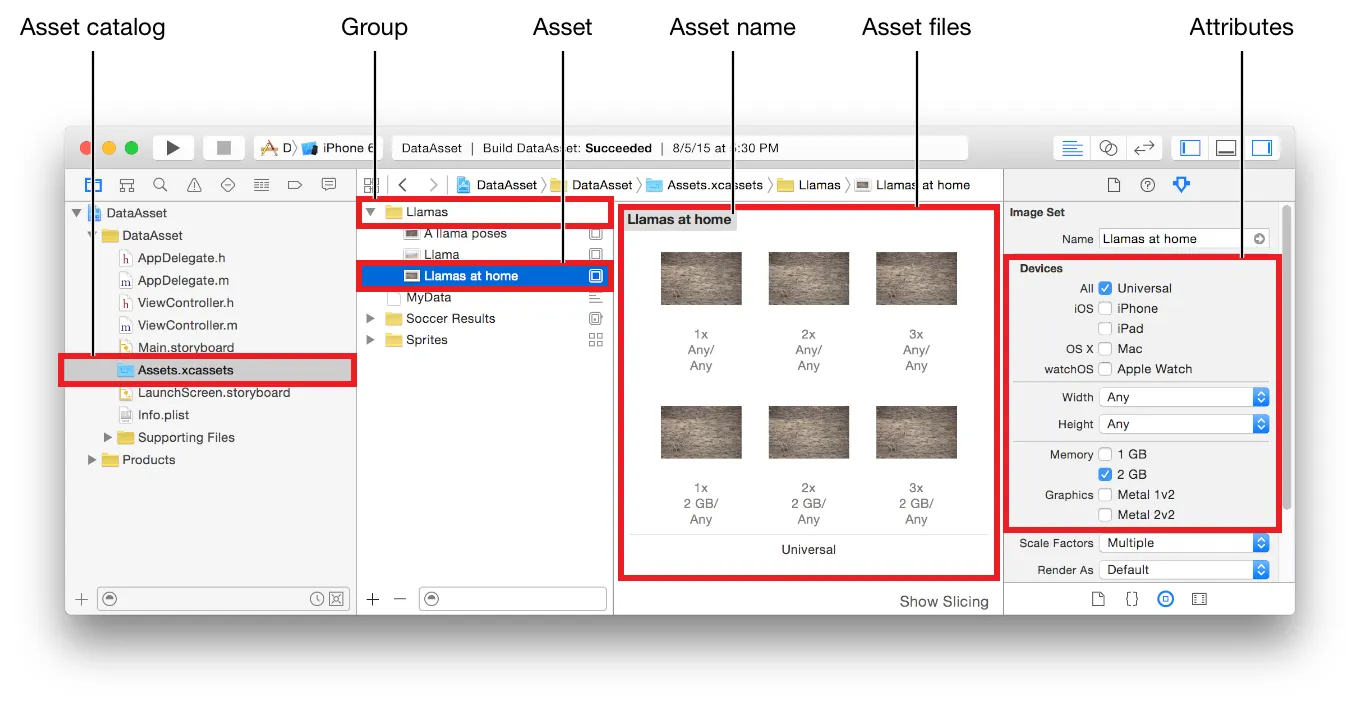 Asset catalog
Group
Asset
Asset name
Asset files
Attributes
iPhone 6
DataAsset | Build DataAsset: Succeeded | 8/5/15 at 5:30 PM
DataAsset
DataAsset
Assets.xcassets
Llamas
Llamas at home
DataAsset
DataAsset
AppDelegate.h
AppDelegate.m
ViewController.h
ViewController.m
Main.storyboard
Assets.xcassets
LaunchScreen.storyboard
Info.plist
Supporting Files
Products
Llamas
A llama poses
Llama
Llamas at home
MyData
Soccer Results
Sprites
Llamas at home
1x
Any/
Any
2x
Any/
Any
3x
Any/
Any
1x
2 GB/
Any
2x
2 GB/
Any
3x
2 GB/
Any
Universal
Show Slicing
Image Set
Name Llamas at home
Devices
All Universal
iOS iPhone
iPad
OS X Mac
watchOS Apple Watch
Width Any
Height Any
Memory 1 GB
2 GB
Graphics Metal 1v2
Metal 2v2
Scale Factors Multiple
Render As Default